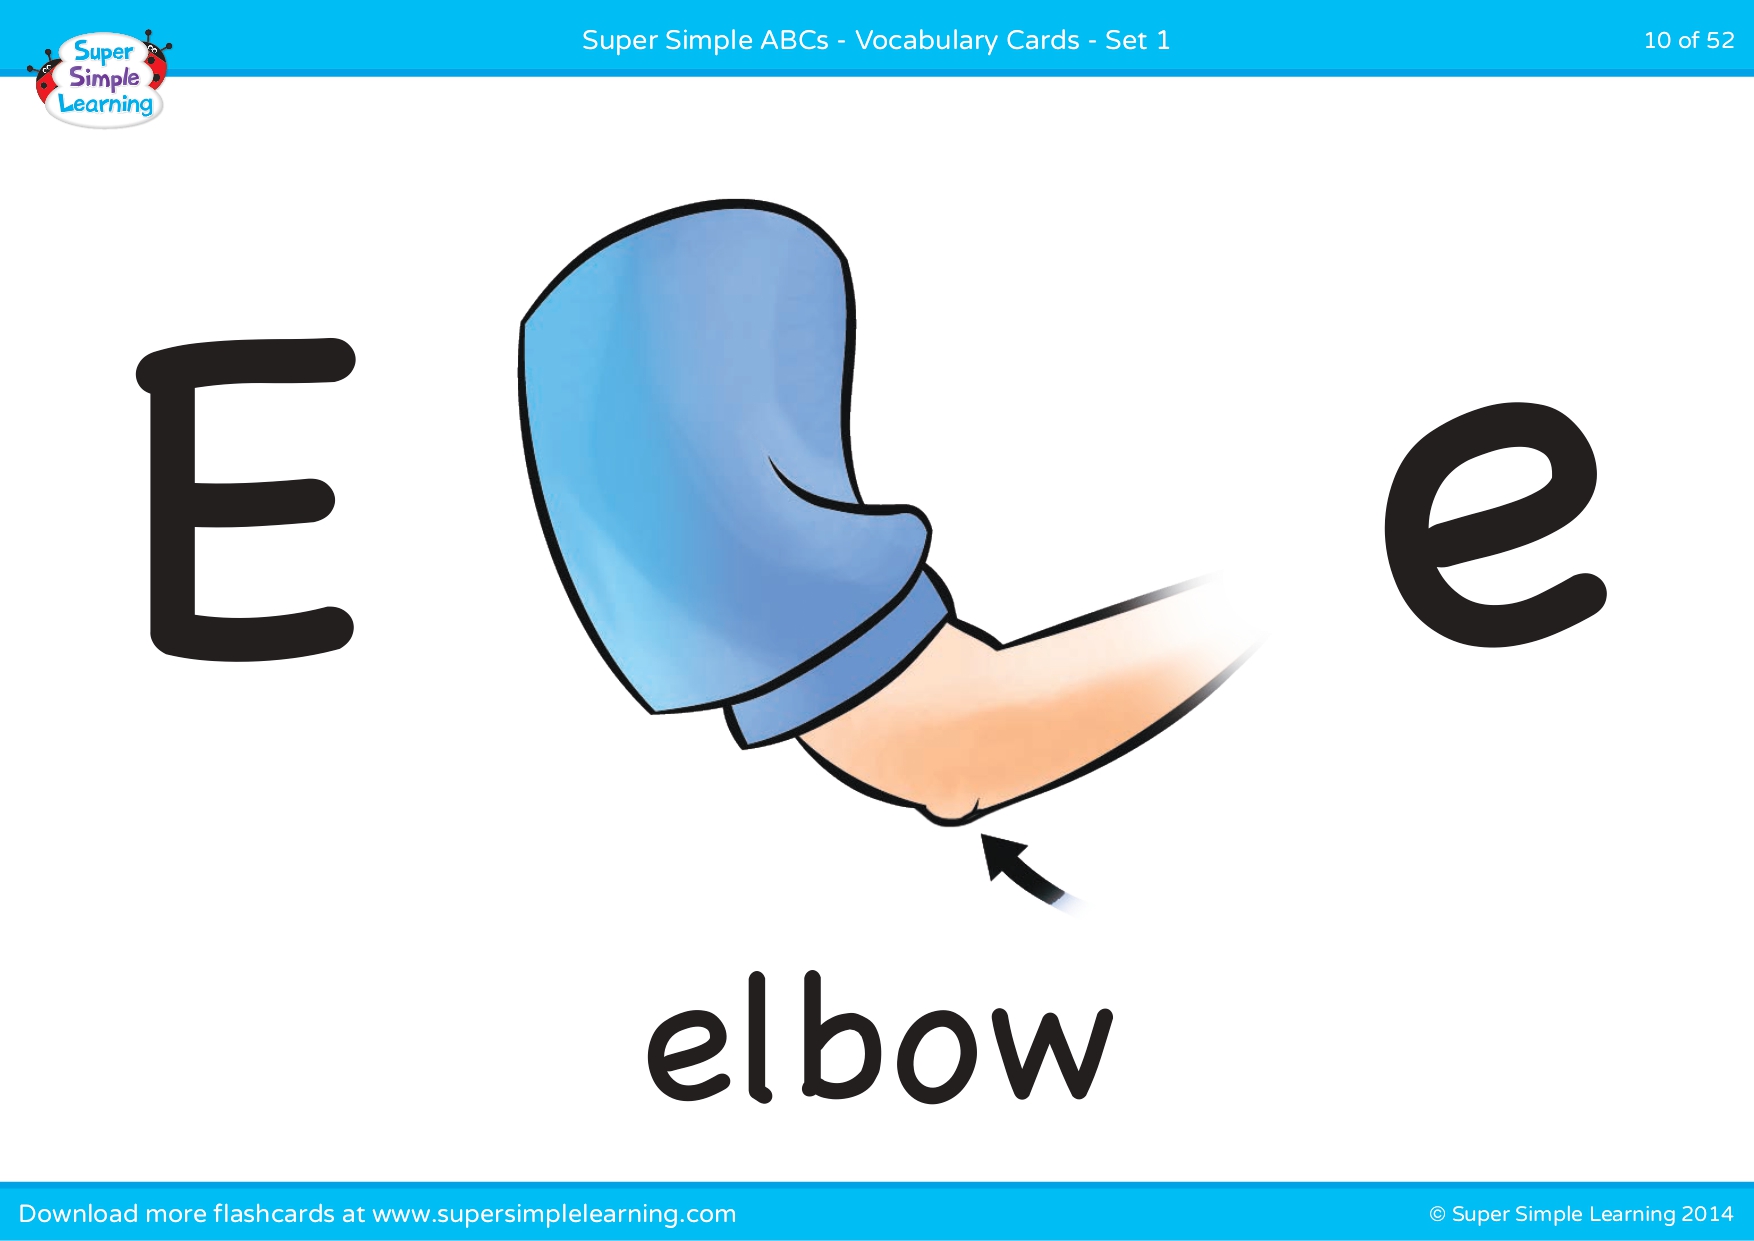 Super
Simple
Learning
Super Simple ABCs - Vocabulary Cards - Set 1
10 of 52
E
e
elbow
Download more flashcards at www.supersimplelearning.com
© Super Simple Learning 2014